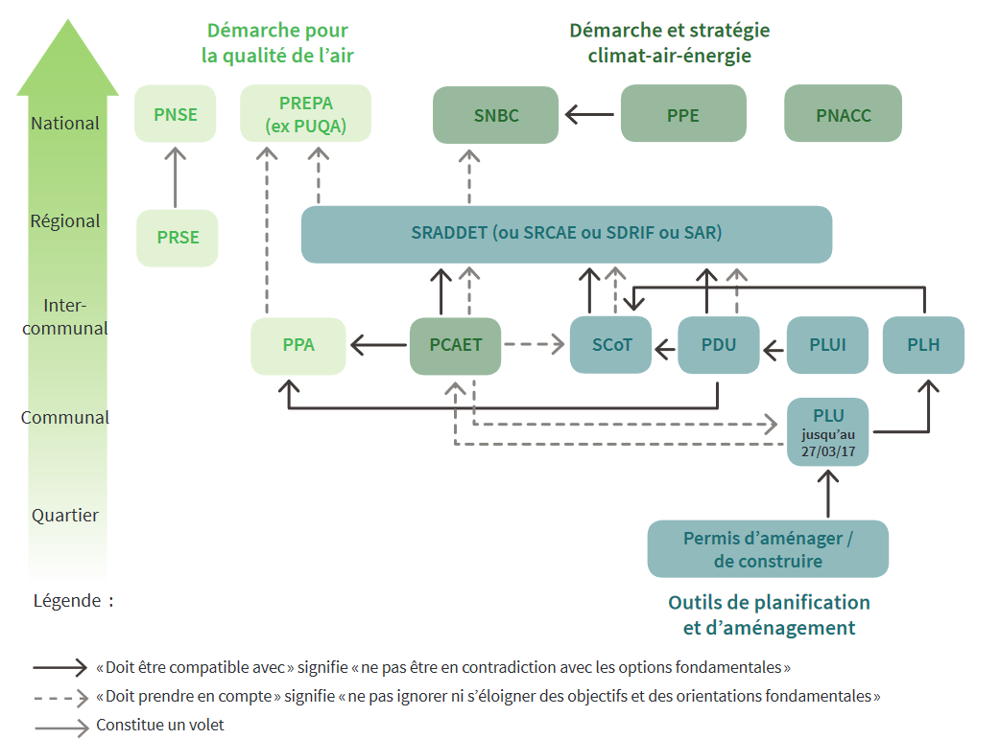 Démarche pour
la qualité de l'air
Démarche et stratégie
climat-air-énergie
National
PNSE
PREPA
(ex PUQA)
SNBC
PPE
PNACC
Régional
PRSE
SRADDET (ou SRCAE ou SDRIF ou SAR)
Inter-
communal
PPA
PCAET
SCoT
PDU
PLUI
PLH
Communal
PLU
jusqu'au
27/03/17
Quartier
Permis d'aménager /
de construire
Légende :
Outils de planification
et d'aménagement
« Doit être compatible avec » signifie « ne pas être en contradiction avec les options fondamentales »
« Doit prendre en compte » signifie « ne pas ignorer ni s'éloigner des objectifs et des orientations fondamentales »
Constitue un volet